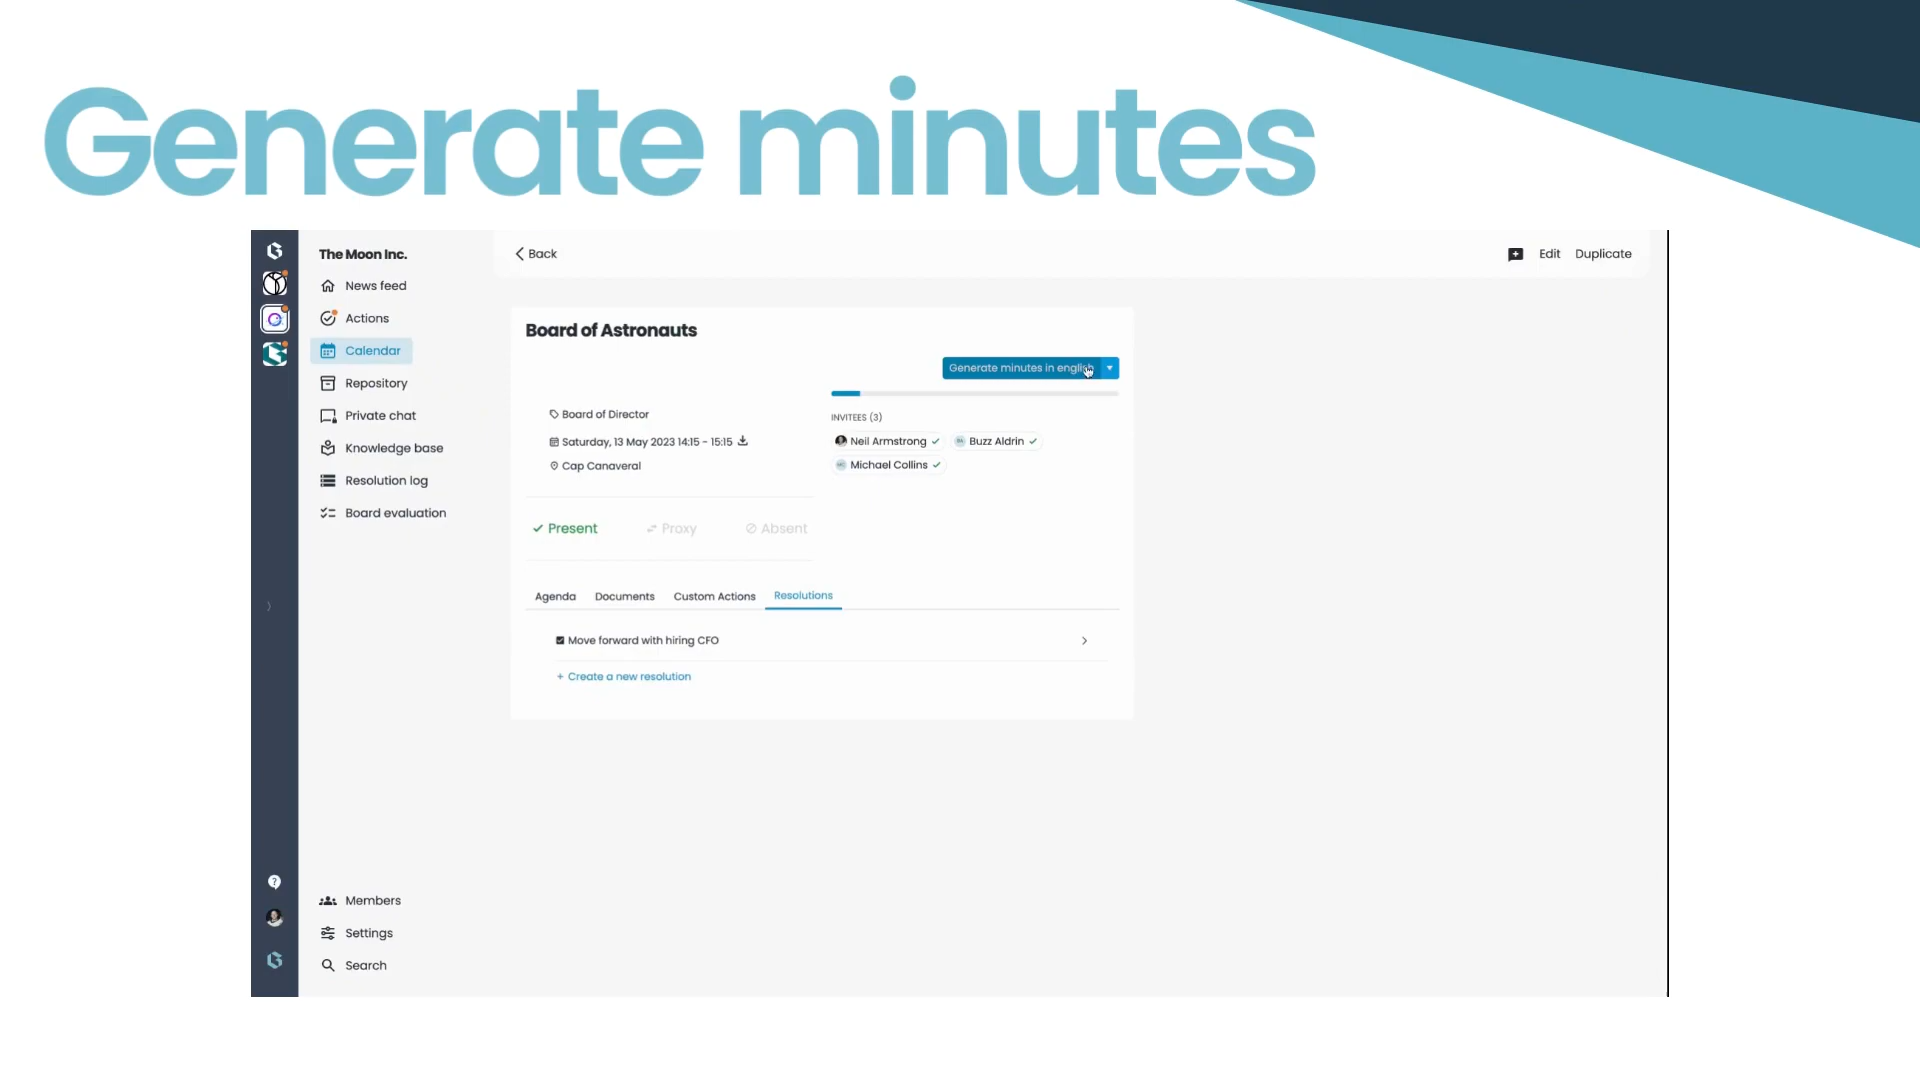 Generate minutes
The Moon Inc.
Back
Edit
Duplicate
News feed
Actions
Calendar
Repository
Private chat
Knowledge base
Resolution log
Board evaluation
Board of Astronauts
Generate minutes in english
Board of Director
Saturday, 13 May 2023 14:15 - 15:15
Cap Canaveral
INVITEES (3)
Neil Armstrong
Buzz Aldrin
Michael Collins
Present
Proxy
Absent
Agenda
Documents
Custom Actions
Resolutions
Move forward with hiring CFO
+ Create a new resolution
Members
Settings
Search